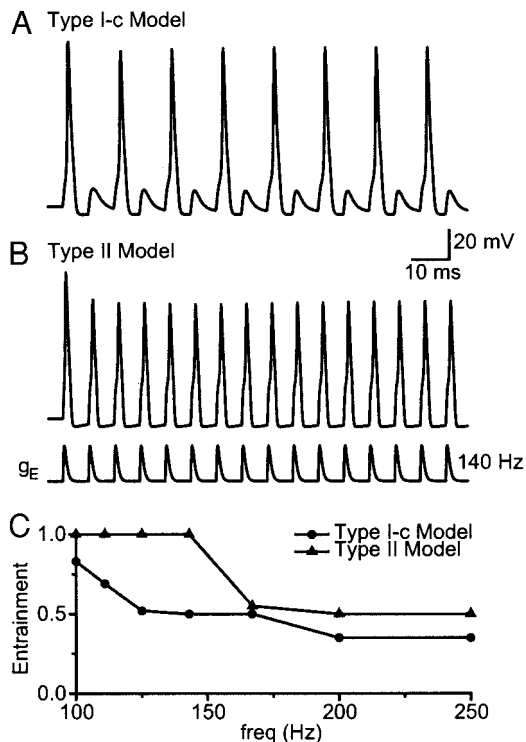 A Type I-c Model
20 mV
10 ms
B Type II Model
gE 140 Hz
C
1.0
Type I-c Model
Type II Model
Entrainment
0.5
0.0
100 150 200 250
freq (Hz)